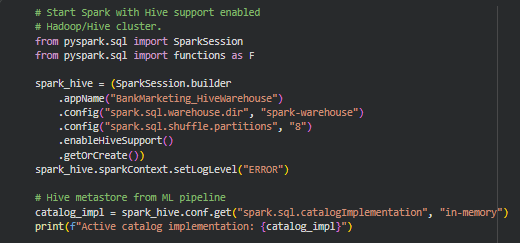 # Start Spark with Hive support enabled
# Hadoop/Hive cluster.
from pyspark.sql import SparkSession
from pyspark.sql import functions as F
spark_hive = (SparkSession.builder
.appName("BankMarketing_HiveWarehouse")
.config("spark.sql.warehouse.dir", "spark-warehouse")
.config("spark.sql.shuffle.partitions", "8")
.enableHiveSupport()
.getOrCreate())
spark_hive.sparkContext.setLogLevel("ERROR")
# Hive metastore from ML pipeline
catalog_impl = spark_hive.conf.get("spark.sql.catalogImplementation", "in-memory")
print(f"Active catalog implementation: {catalog_impl}")